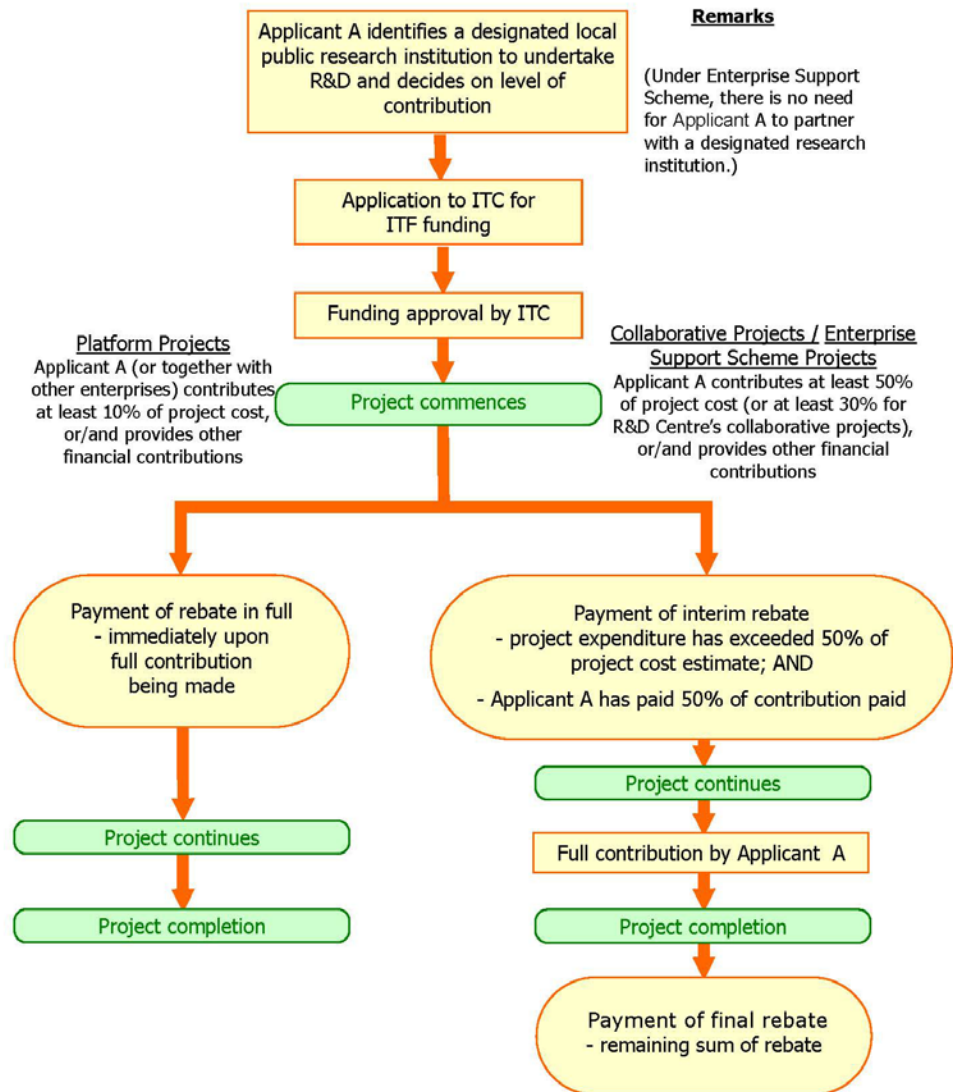 Applicant A identifies a designated local
public research institution to undertake
R&D and decides on level of
contribution
Remarks
(Under Enterprise Support
Scheme, there is no need
for Applicant A to partner
with a designated research
institution.)
Application to ITC for
ITF funding
Funding approval by ITC
Platform Projects
Applicant A (or together with
other enterprises) contributes
at least 10% of project cost,
or/and provides other
financial contributions
Project commences
Collaborative Projects / Enterprise
Support Scheme Projects
Applicant A contributes at least 50%
of project cost (or at least 30% for
R&D Centre's collaborative projects),
or/and provides other financial
contributions
Payment of rebate in full
- immediately upon
full contribution
being made
Project continues
Project completion
Payment of interim rebate
- project expenditure has exceeded 50% of
project cost estimate; AND
- Applicant A has paid 50% of contribution paid
Project continues
Full contribution by Applicant A
Project completion
Payment of final rebate
- remaining sum of rebate